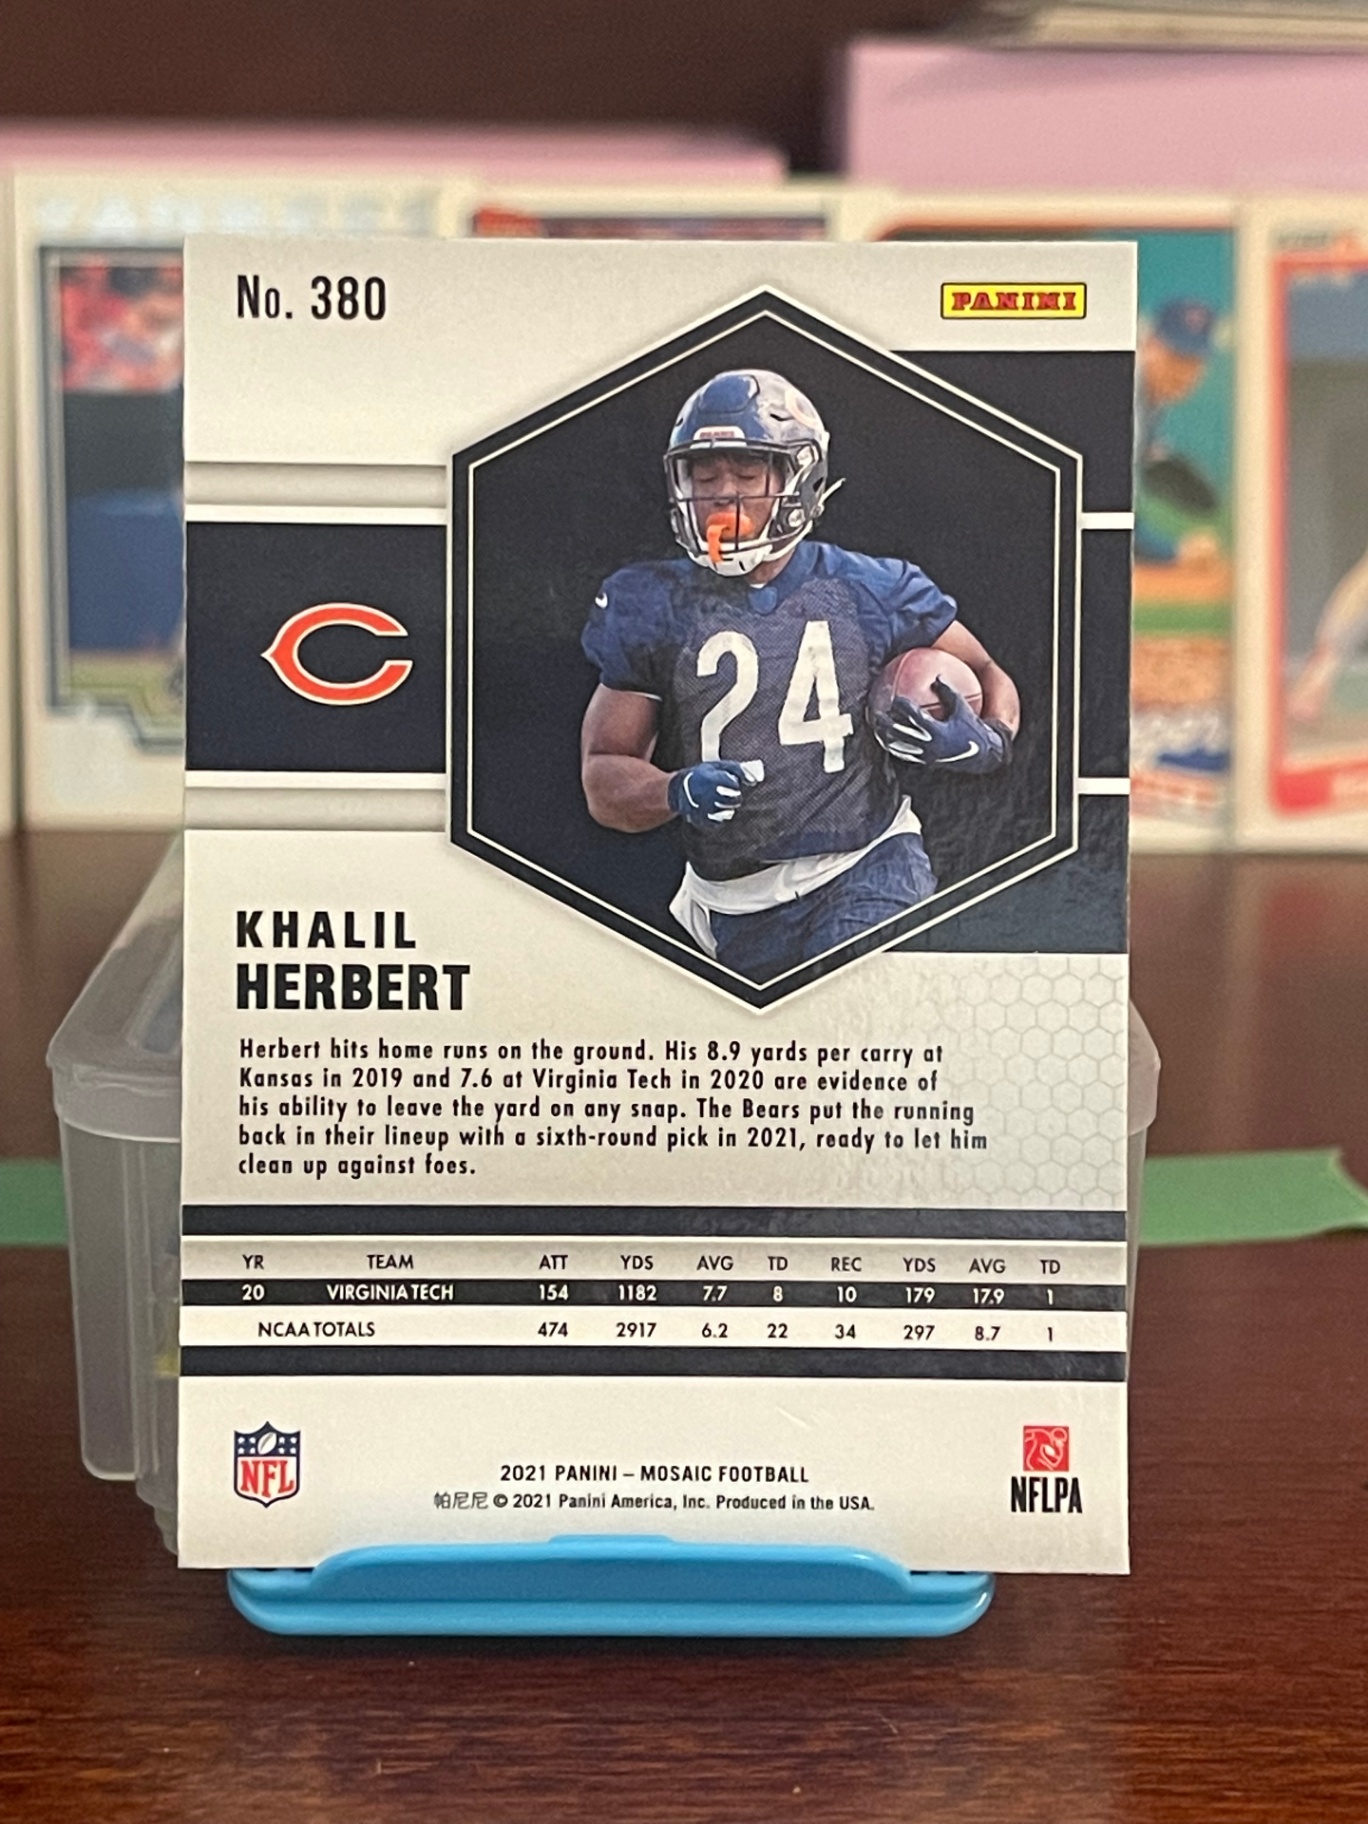 No. 380
PANINI
BEARS
24
KHALIL
HERBERT
Herbert hits home runs on the ground. His 8.9 yards per carry at
Kansas in 2019 and 7.6 at Virginia Tech in 2020 are evidence of
his ability to leave the yard on any snap. The Bears put the running
back in their lineup with a sixth-round pick in 2021, ready to let him
clean up against foes.
YR TEAM ATT YDS AVG TD REC YDS AVG TD
20 VIRGINIA TECH 154 1182 7.7 8 10 179 17.9 1
NCAA TOTALS 474 2917 6.2 22 34 297 8.7 1
NFL
2021 PANINI – MOSAIC FOOTBALL
帕尼尼 © 2021 Panini America, Inc. Produced in the USA.
NFLPA